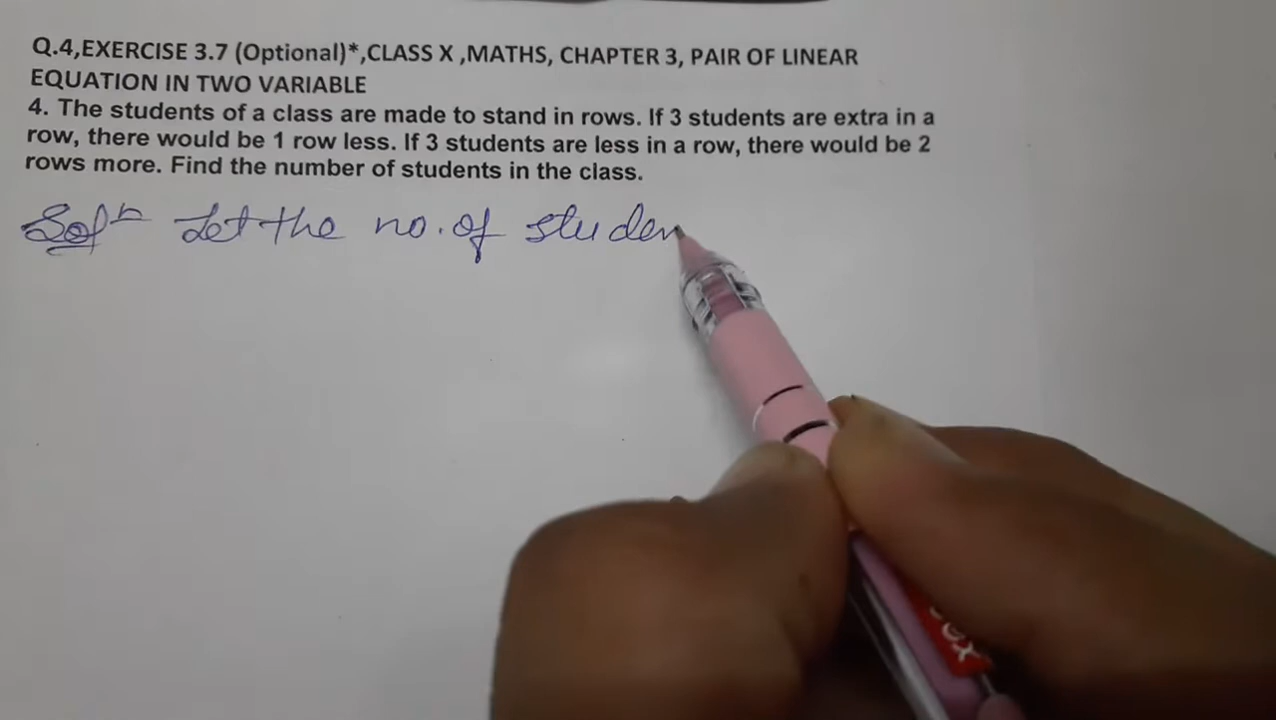 Q.4,EXERCISE 3.7 (Optional)*,CLASS X ,MATHS, CHAPTER 3, PAIR OF LINEAR
EQUATION IN TWO VARIABLE
4. The students of a class are made to stand in rows. If 3 students are extra in a
row, there would be 1 row less. If 3 students are less in a row, there would be 2
rows more. Find the number of students in the class.
Solⁿ Let the no. of studen